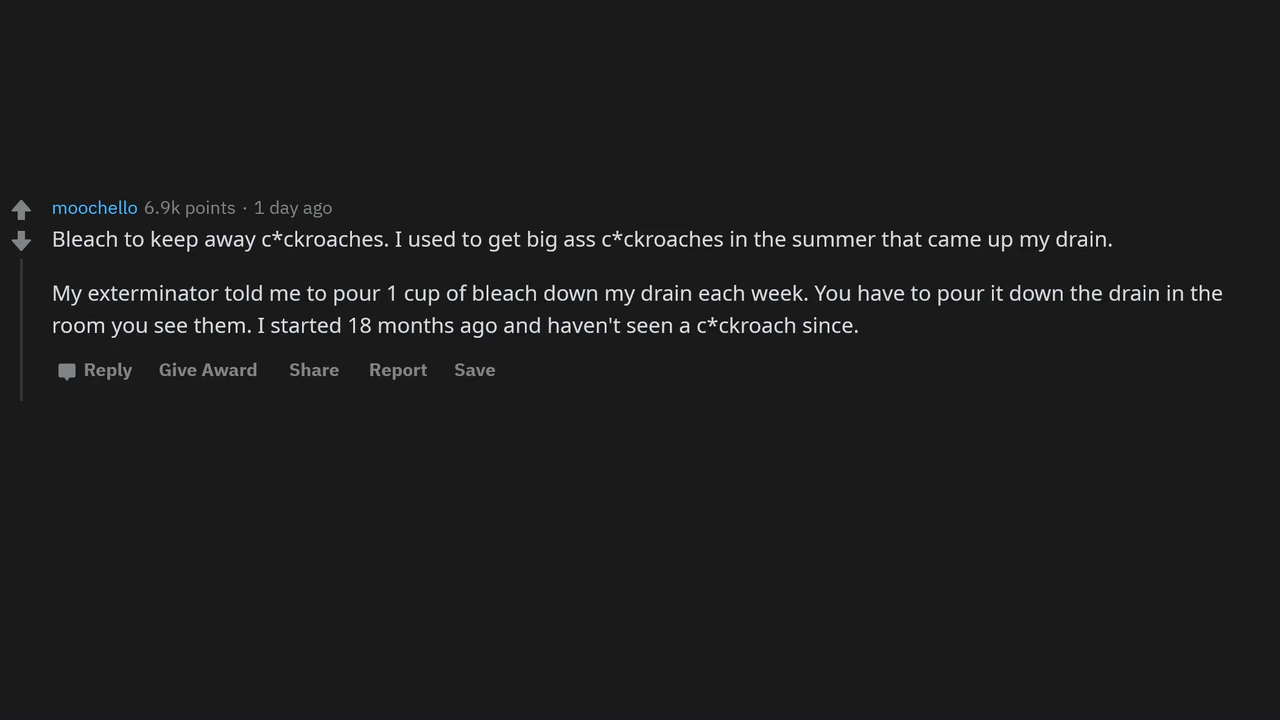 moochello 6.9k points · 1 day ago
Bleach to keep away c*ckroaches. I used to get big ass c*ckroaches in the summer that came up my drain.
My exterminator told me to pour 1 cup of bleach down my drain each week. You have to pour it down the drain in the
room you see them. I started 18 months ago and haven't seen a c*ckroach since.
Reply Give Award Share Report Save